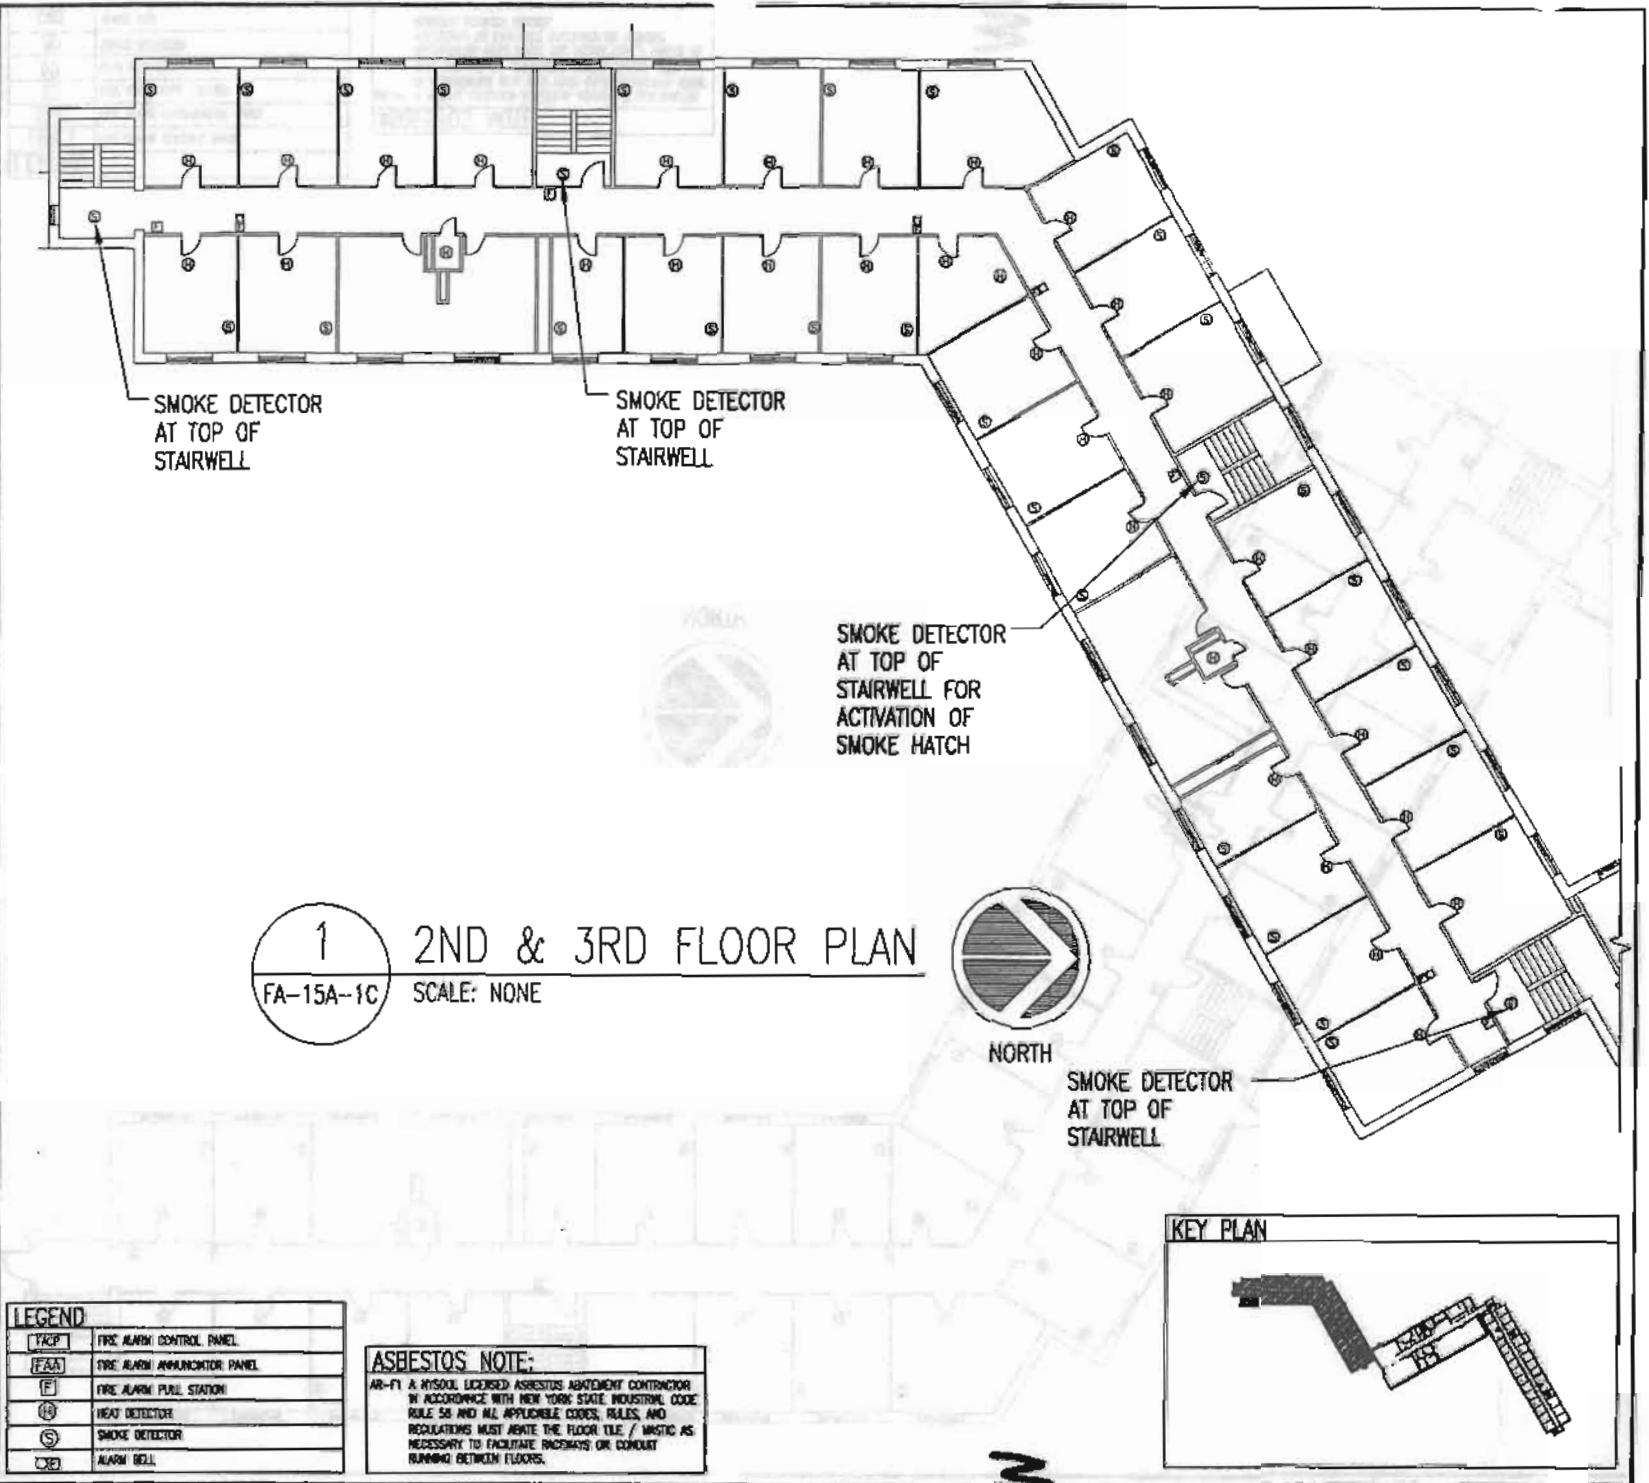 SMOKE DETECTOR
AT TOP OF
STAIRWELL
SMOKE DETECTOR
AT TOP OF
STAIRWELL
SMOKE DETECTOR
AT TOP OF
STAIRWELL FOR
ACTIVATION OF
SMOKE HATCH
1
FA-15A-1C
2ND & 3RD FLOOR PLAN
SCALE: NONE
NORTH
SMOKE DETECTOR
AT TOP OF
STAIRWELL
KEY PLAN
LEGEND
FACP FIRE ALARM CONTROL PANEL
FAA FIRE ALARM ANNUNCIATOR PANEL
F FIRE ALARM PULL STATION
H HEAT DETECTOR
S SMOKE DETECTOR
ALARM BELL
ASBESTOS NOTE:
AR-F1 A NYSDOL LICENSED ASBESTOS ABATEMENT CONTRACTOR
IN ACCORDANCE WITH NEW YORK STATE INDUSTRIAL CODE
RULE 56 AND ALL APPLICABLE CODES, RULES, AND
REGULATIONS MUST ABATE THE FLOOR TILE / MASTIC AS
NECESSARY TO FACILITATE RACEWAYS OR CONDUIT
RUNNING BETWEEN FLOORS.